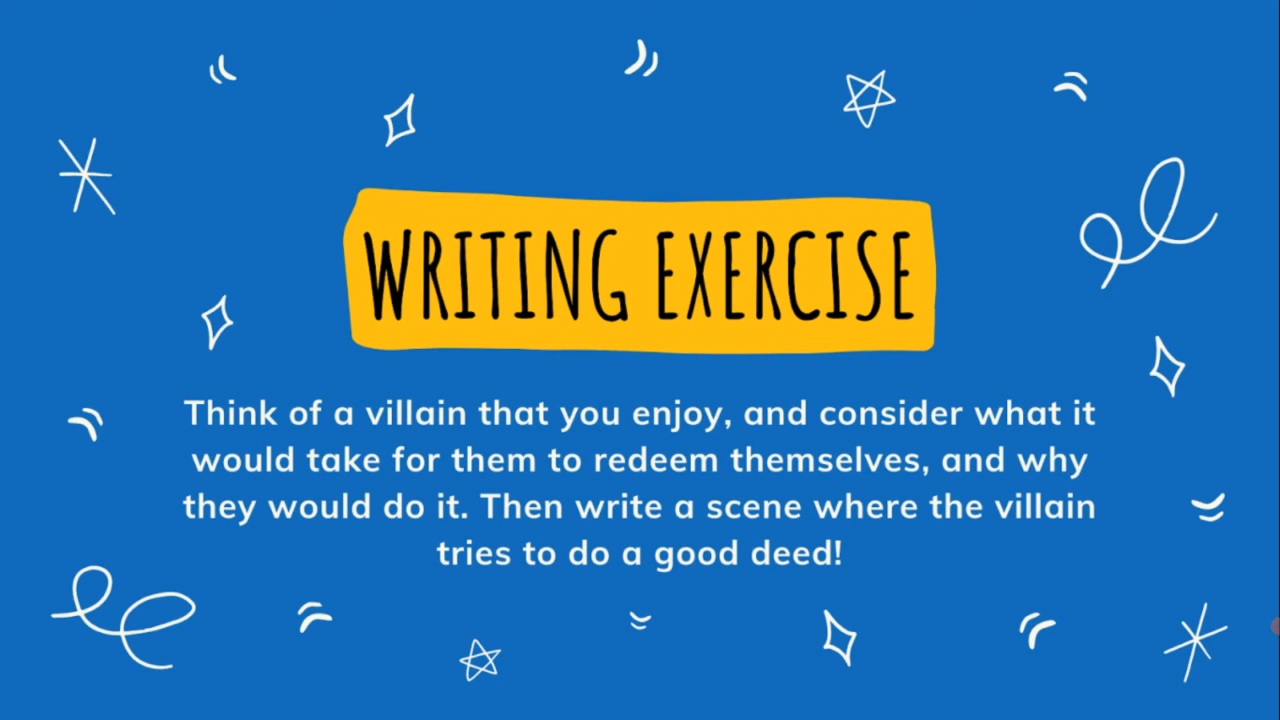 WRITING EXERCISE
Think of a villain that you enjoy, and consider what it
would take for them to redeem themselves, and why
they would do it. Then write a scene where the villain
tries to do a good deed!